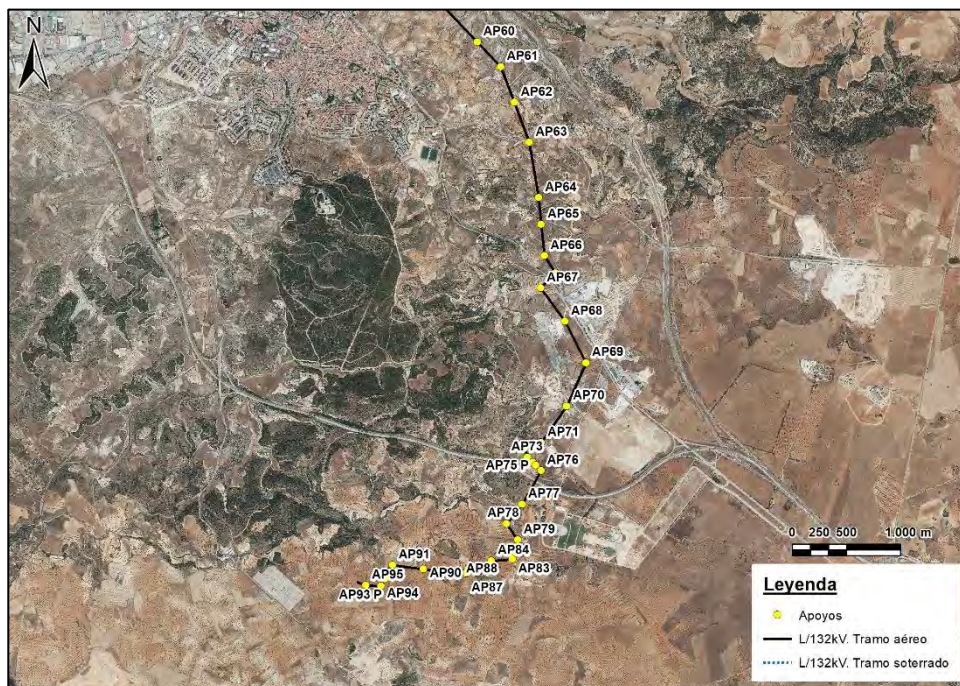 N
AP60
AP61
AP62
AP63
AP64
AP65
AP66
AP67
AP68
AP69
AP70
AP71
AP73
AP75 P
AP76
AP77
AP78
AP79
AP84
AP83
AP91
AP88
AP90
AP87
AP95
AP93 P
AP94
0 250 500 1.000 m
Leyenda
Apoyos
L/132kV. Tramo aéreo
L/132kV. Tramo soterrado